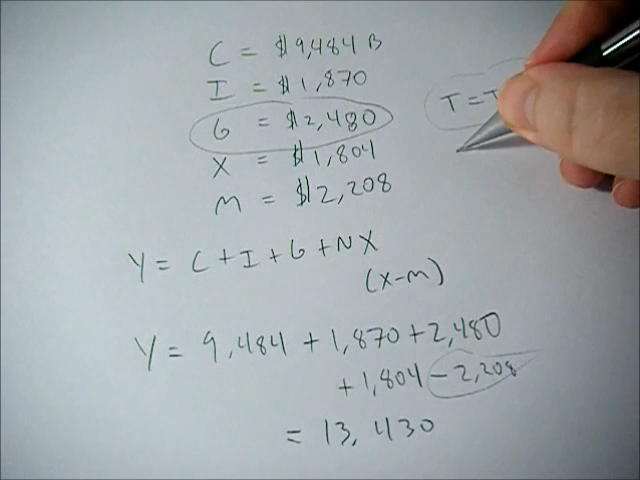 C = $9,484 B
I = $1,870
G = $2,480
T = T
X = $1,804
M = $2,208
Y = C + I + G + NX
(X-M)
Y = 9,484 + 1,870 + 2,480
+ 1,804 - 2,208
= 13,430